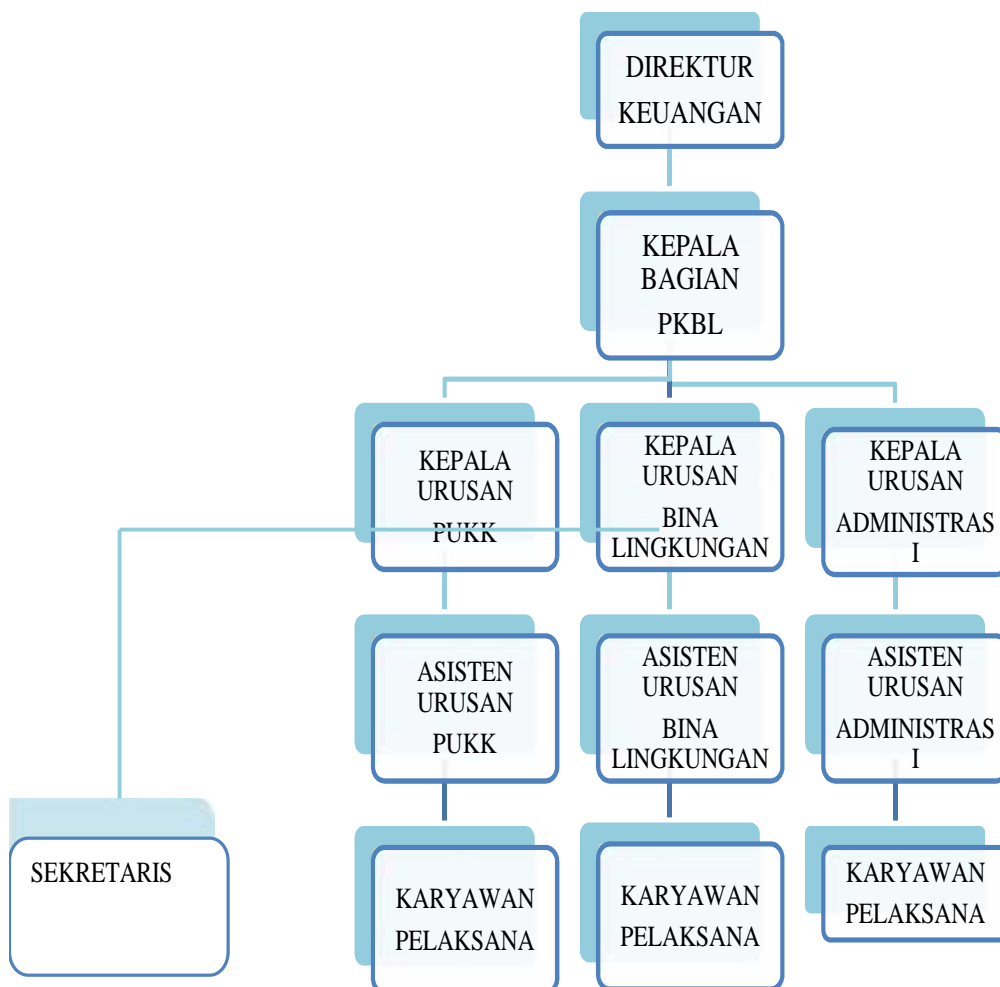 DIREKTUR
KEUANGAN
KEPALA
BAGIAN
PKBL
KEPALA
URUSAN
PUKK
KEPALA
URUSAN
BINA
LINGKUNGAN
KEPALA
URUSAN
ADMINISTRAS
I
ASISTEN
URUSAN
PUKK
ASISTEN
URUSAN
BINA
LINGKUNGAN
ASISTEN
URUSAN
ADMINISTRAS
I
SEKRETARIS
KARYAWAN
PELAKSANA
KARYAWAN
PELAKSANA
KARYAWAN
PELAKSANA